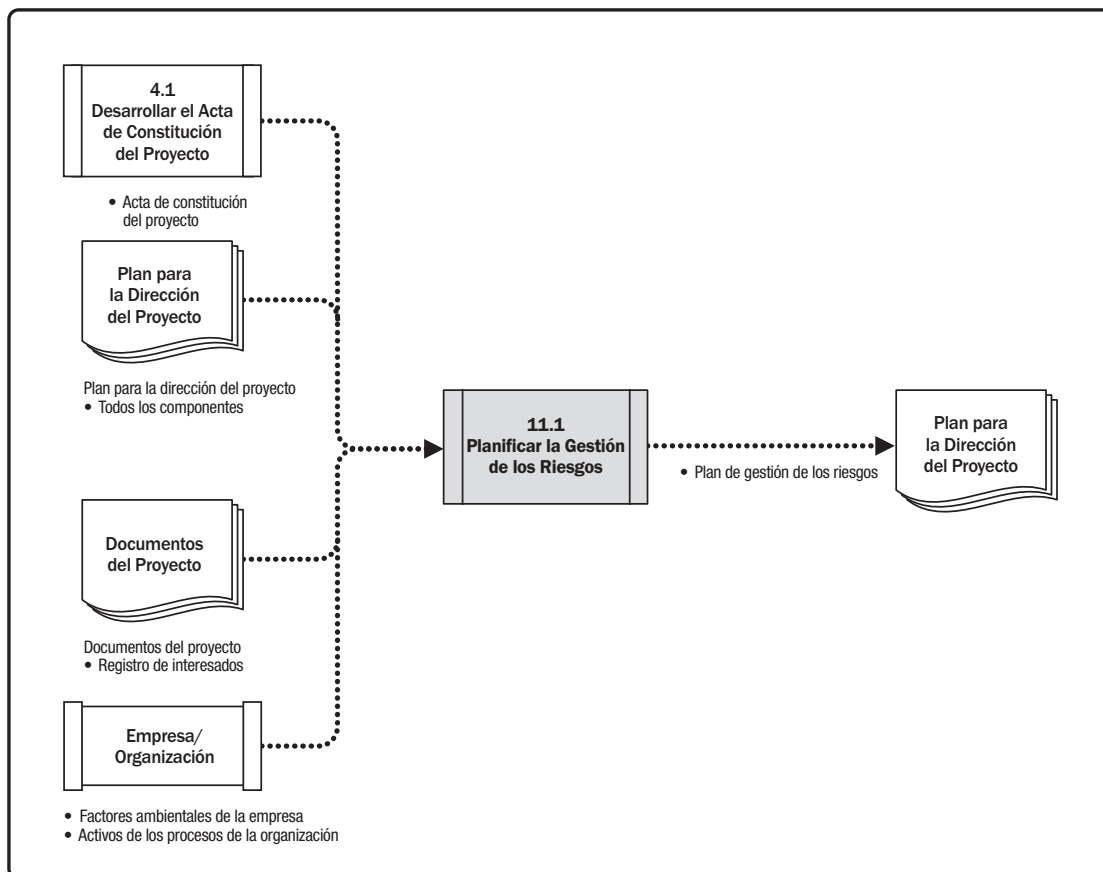 4.1
Desarrollar el Acta
de Constitución
del Proyecto
• Acta de constitución
del proyecto
Plan para
la Dirección
del Proyecto
Plan para la dirección del proyecto
• Todos los componentes
Documentos
del Proyecto
Documentos del proyecto
• Registro de interesados
Empresa/
Organización
• Factores ambientales de la empresa
• Activos de los procesos de la organización
11.1
Planificar la Gestión
de los Riesgos
• Plan de gestión de los riesgos
Plan para
la Dirección
del Proyecto